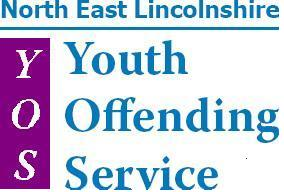 North East Lincolnshire
Y Youth
O Offending
S Service